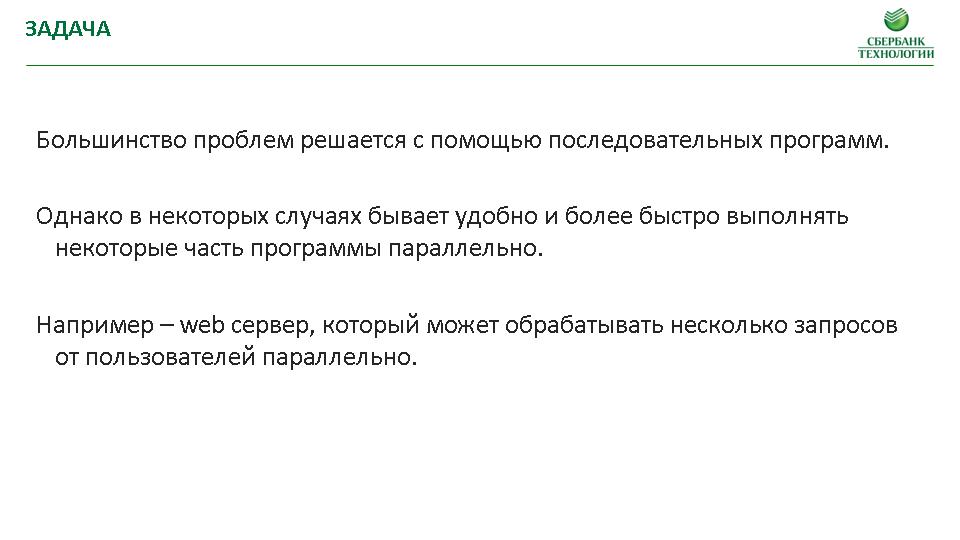 ЗАДАЧА
СБЕРБАНК
ТЕХНОЛОГИИ
Большинство проблем решается с помощью последовательных программ.
Однако в некоторых случаях бывает удобно и более быстро выполнять
некоторые часть программы параллельно.
Например – web сервер, который может обрабатывать несколько запросов
от пользователей параллельно.